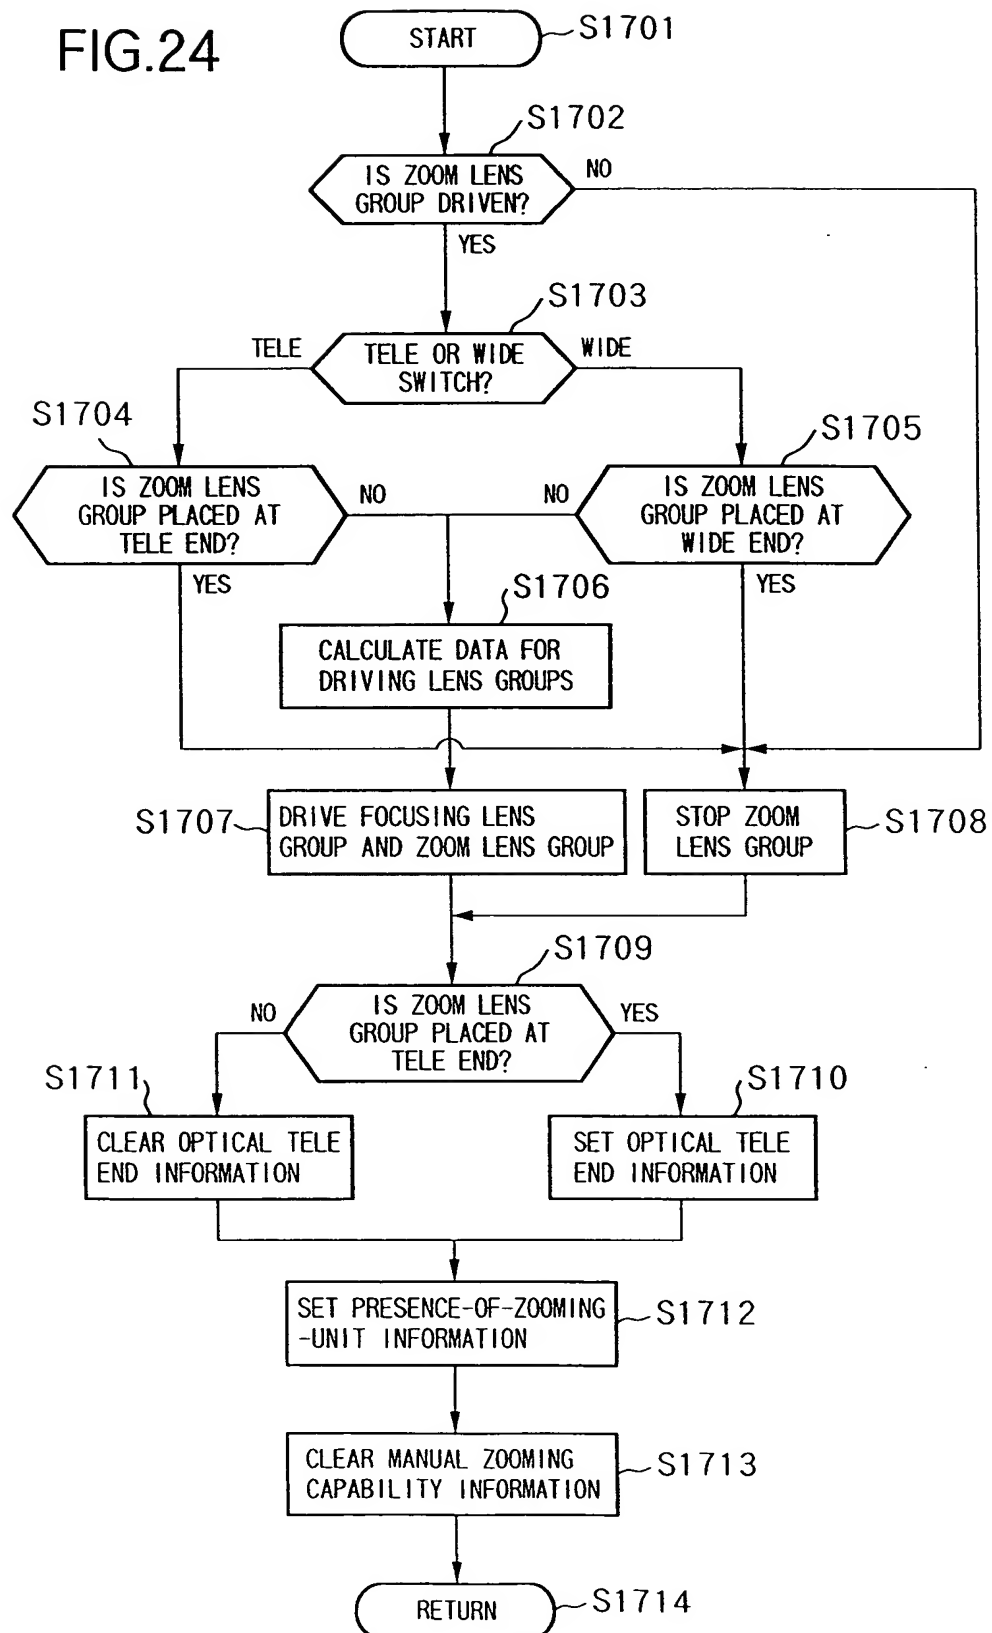 FIG.24
START
S1701
S1702
IS ZOOM LENS
GROUP DRIVEN?
NO
YES
S1703
TELE
TELE OR WIDE
SWITCH?
WIDE
S1704
S1705
IS ZOOM LENS
GROUP PLACED AT
TELE END?
NO
NO
IS ZOOM LENS
GROUP PLACED AT
WIDE END?
YES
YES
S1706
CALCULATE DATA FOR
DRIVING LENS GROUPS
S1707
DRIVE FOCUSING LENS
GROUP AND ZOOM LENS GROUP
STOP ZOOM
LENS GROUP
S1708
S1709
NO
IS ZOOM LENS
GROUP PLACED AT
TELE END?
YES
S1711
S1710
CLEAR OPTICAL TELE
END INFORMATION
SET OPTICAL TELE
END INFORMATION
SET PRESENCE-OF-ZOOMING
-UNIT INFORMATION
S1712
CLEAR MANUAL ZOOMING
CAPABILITY INFORMATION
S1713
RETURN
S1714